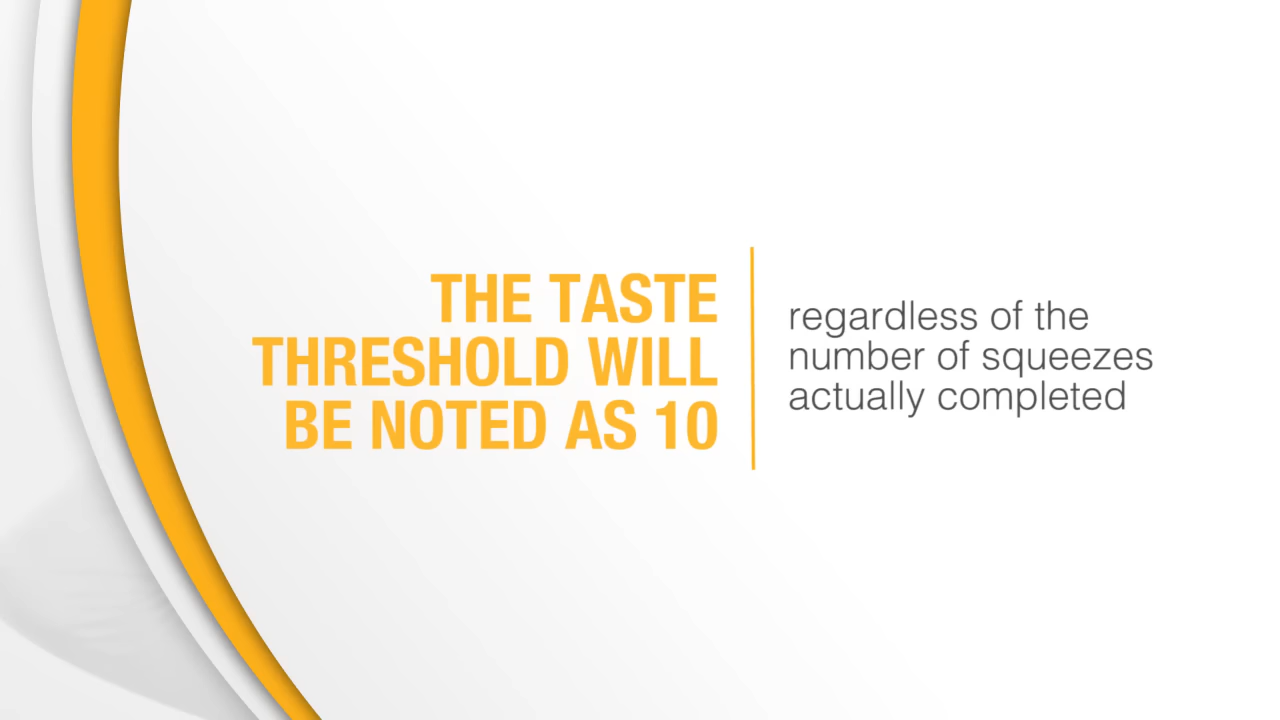 THE TASTE
THRESHOLD WILL
BE NOTED AS 10
regardless of the
number of squeezes
actually completed